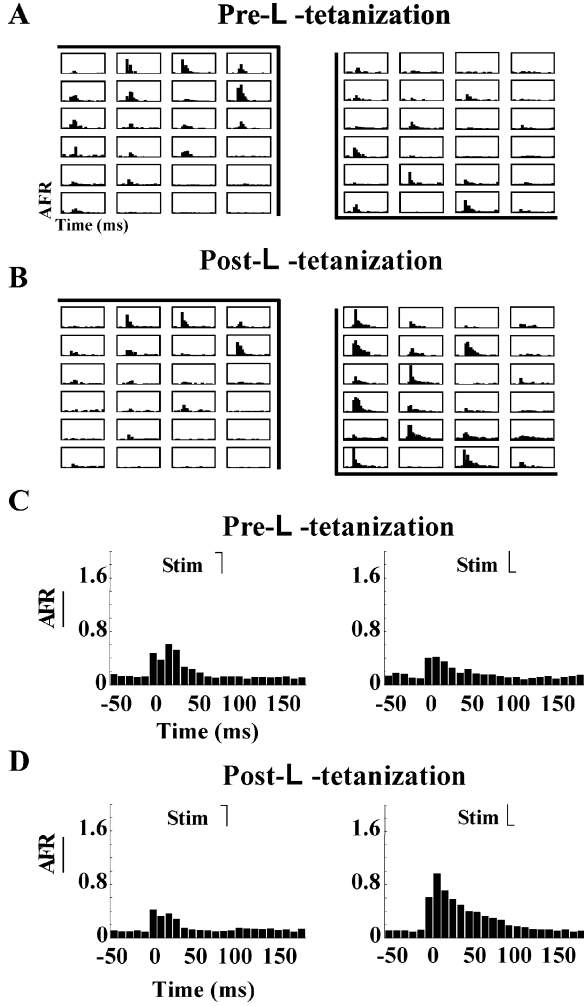 A
Pre-L -tetanization
AFR
Time (ms)
Post-L -tetanization
B
C
Pre-L -tetanization
Stim
Stim
1.6
1.6
AFR
0.8
0.8
0
0
-50 0 50 100 150
-50 0 50 100 150
Time (ms)
D
Post-L -tetanization
Stim
Stim
1.6
1.6
AFR
0.8
0.8
0
0
-50 0 50 100 150
-50 0 50 100 150
Time (ms)